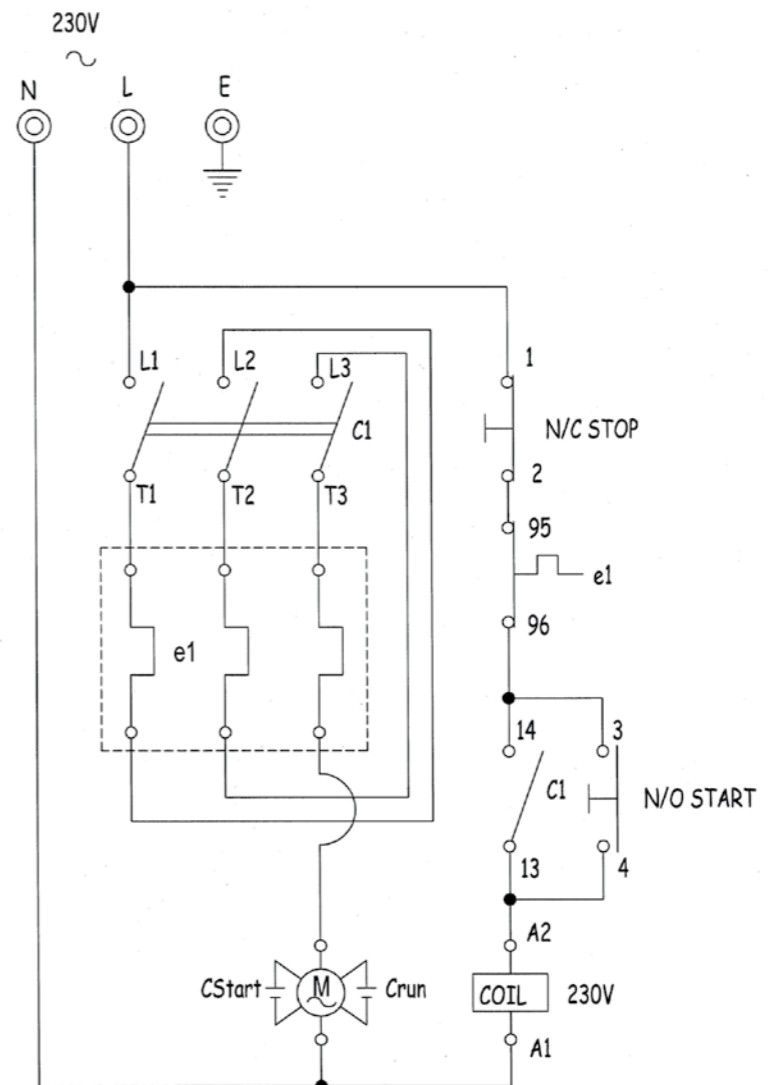 230V
N L E
L1 L2 L3 1
C1 N/C STOP
T1 T2 T3 2
95
e1
96
e1
14 3
C1 N/O START
13 4
A2
CStart M Crun COIL 230V
A1